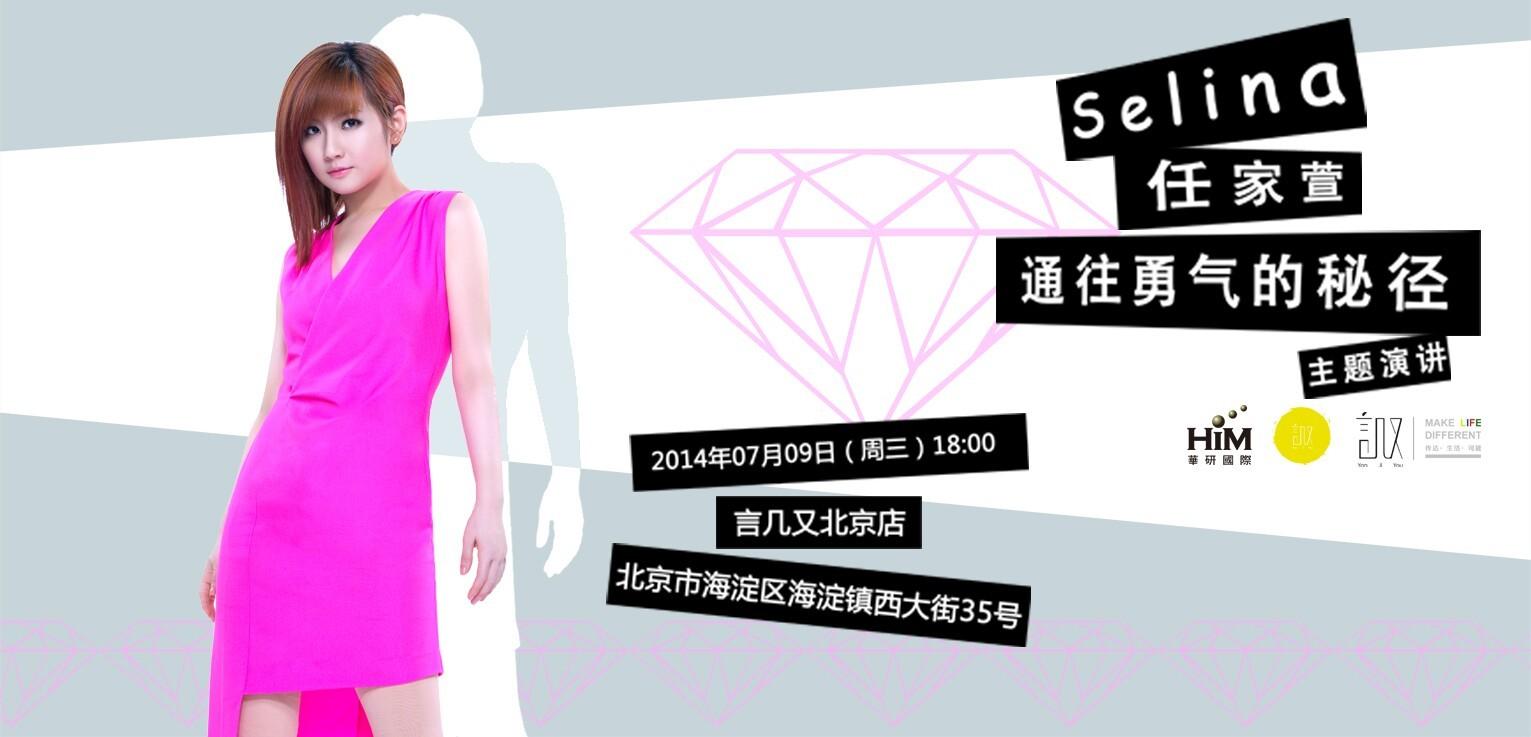 Selina
任家萱
通往勇气的秘径
主题演讲
HIM
華研國際
MAKE LIFE
DIFFERENT
Yan Ji You
2014年07月09日（周三）18:00
言几又北京店
北京市海淀区海淀镇西大街35号